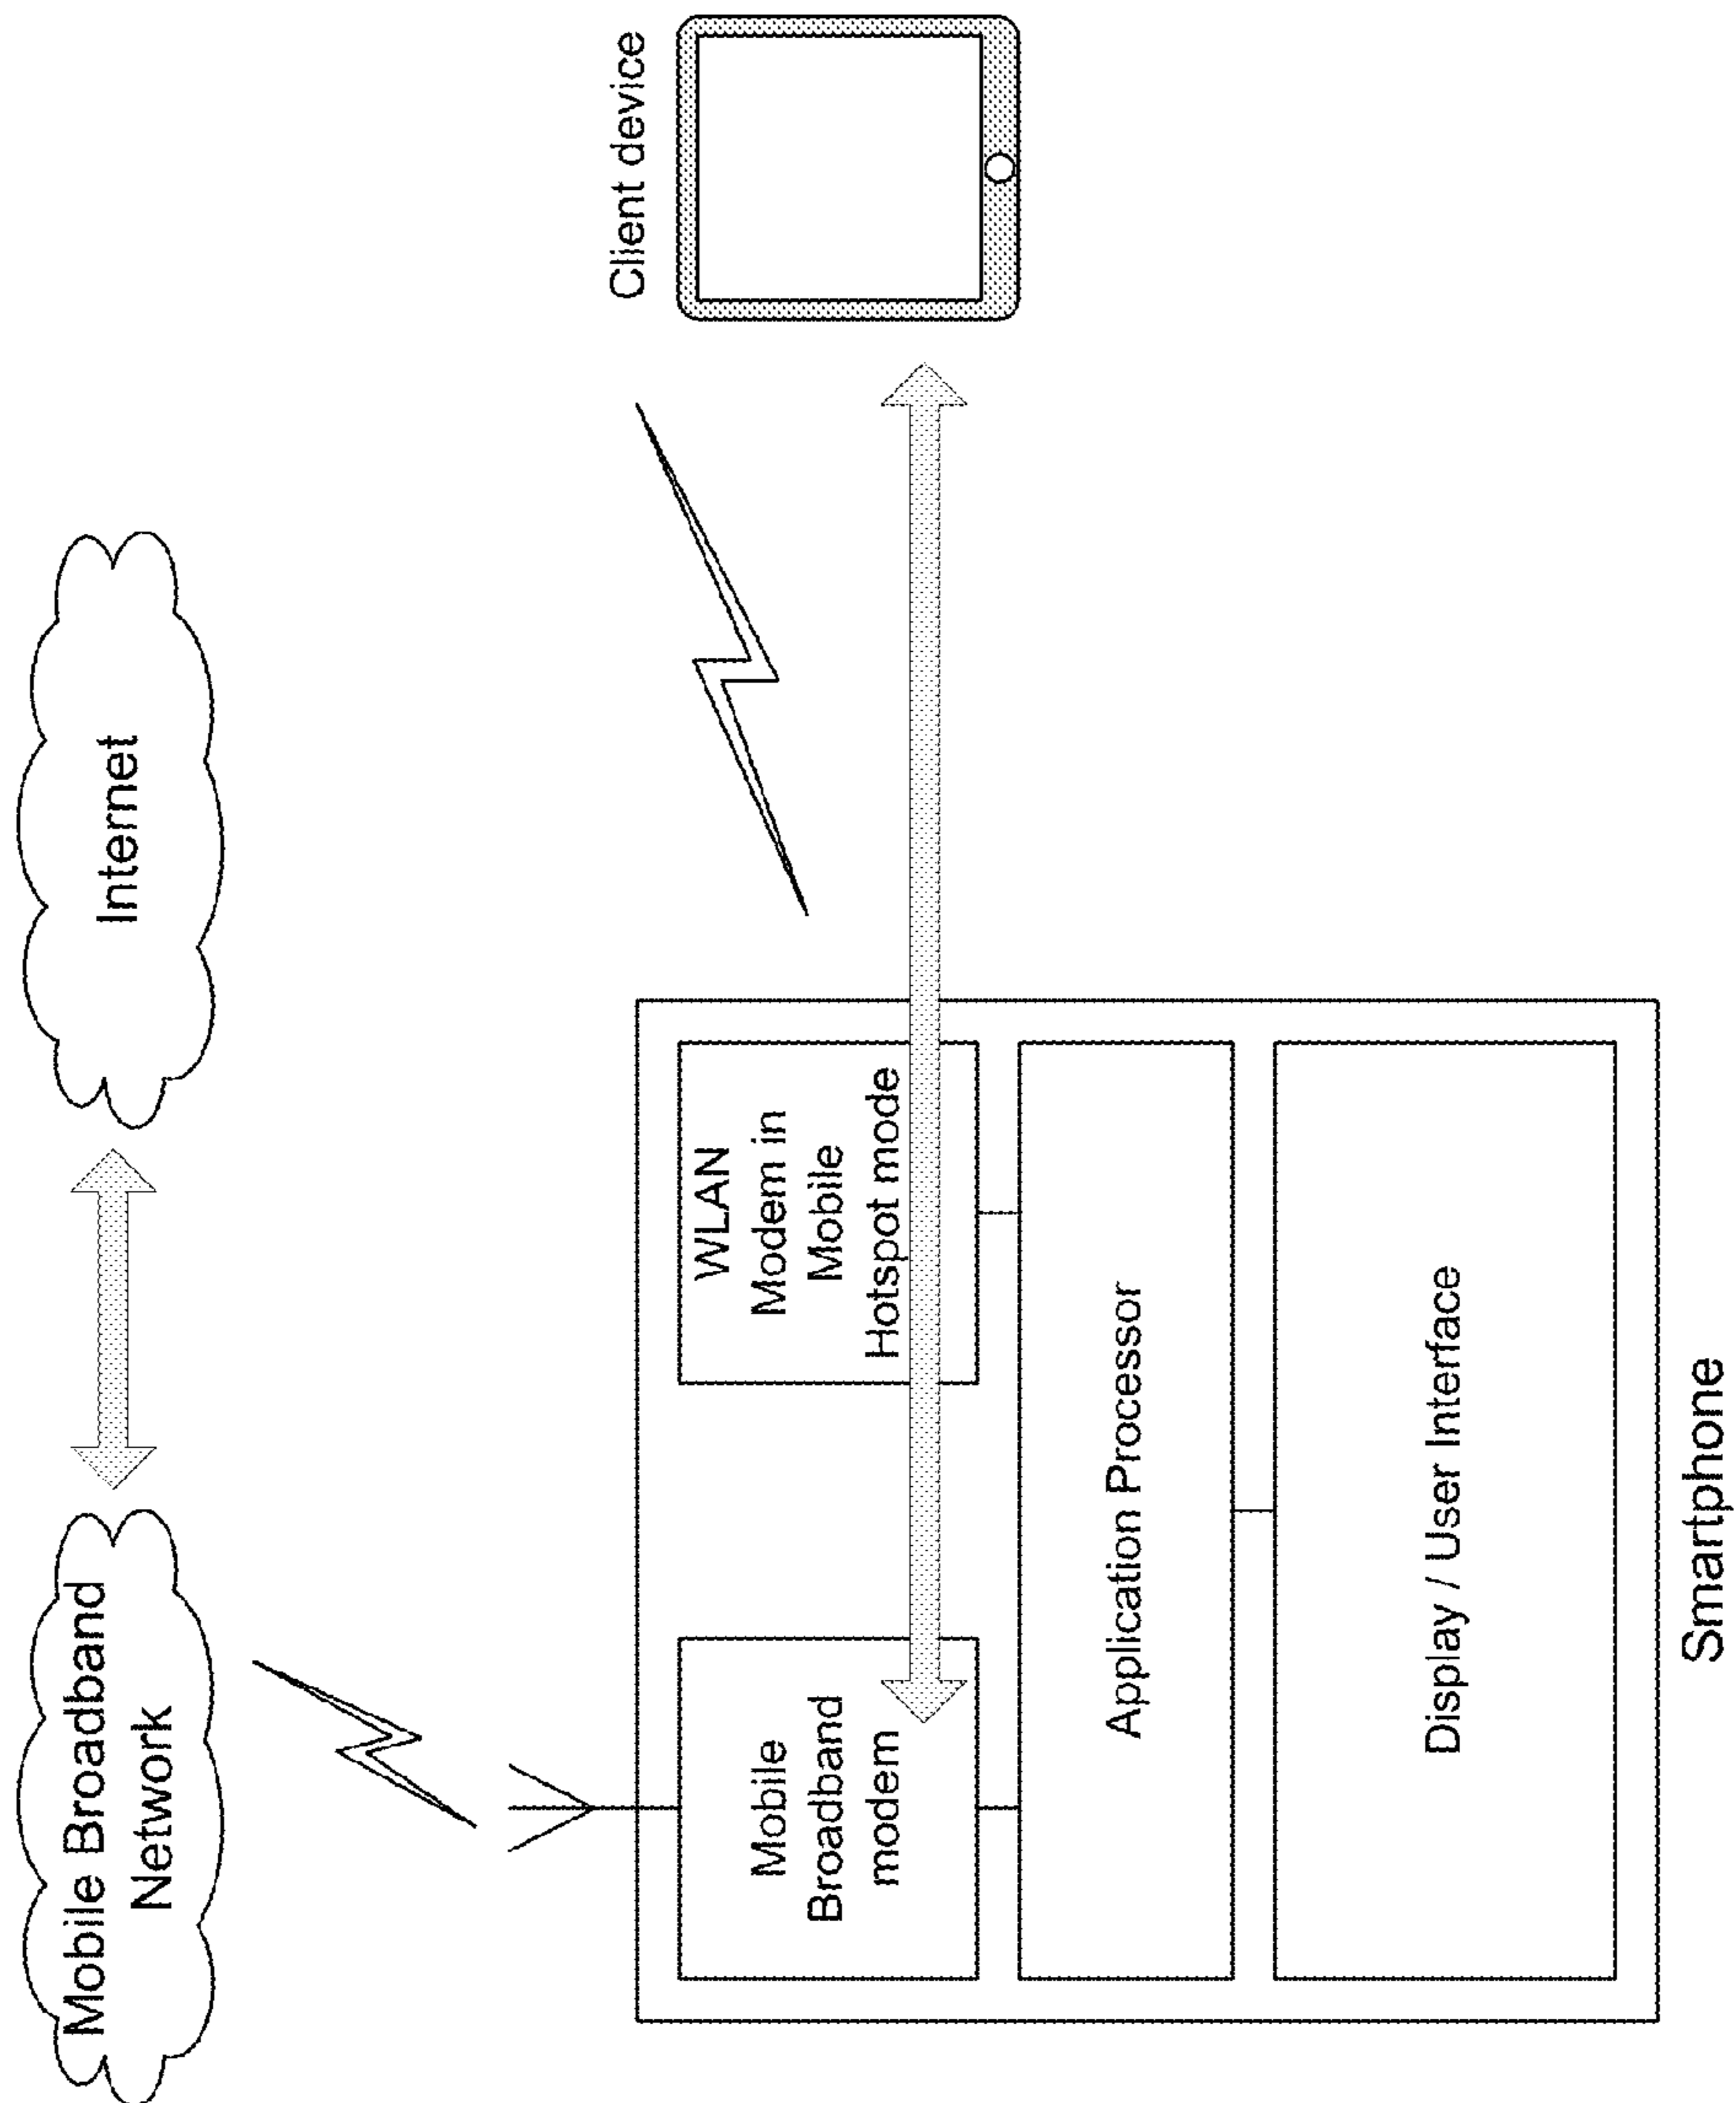 Mobile Broadband
Network
Internet
Client device
Mobile
Broadband
modem
WLAN
Modem in
Mobile
Hotspot mode
Application Processor
Display / User Interface
Smartphone